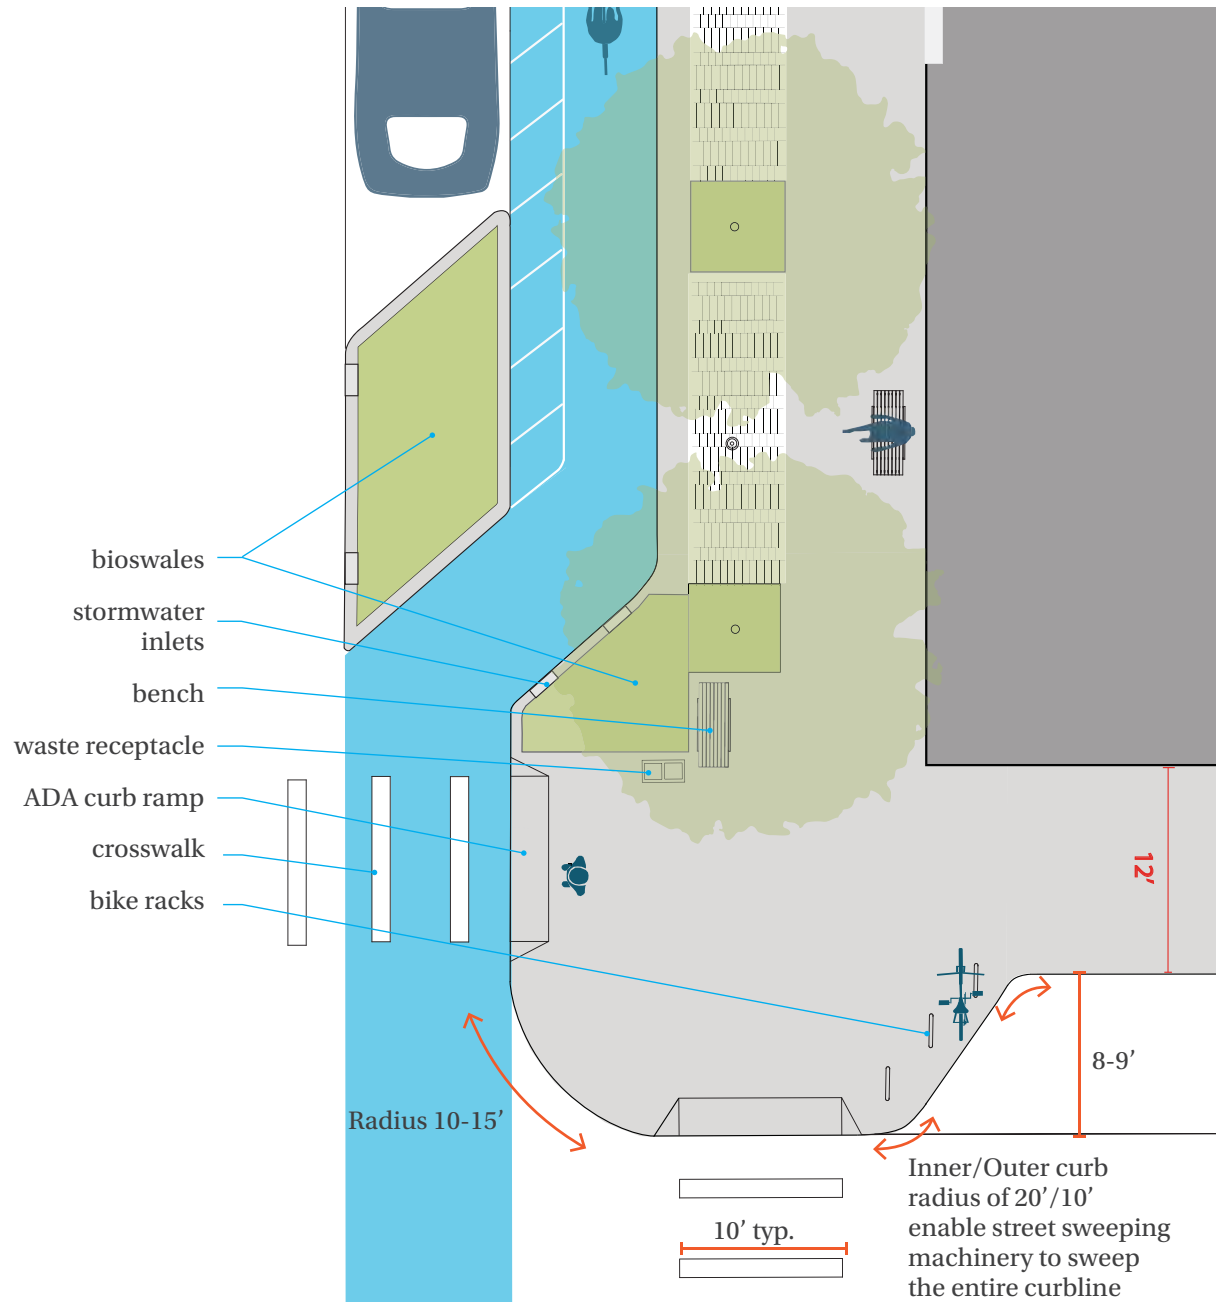 bioswales
stormwater
inlets
bench
waste receptacle
ADA curb ramp
crosswalk
bike racks
12’
8-9’
Radius 10-15’
Inner/Outer curb
radius of 20’/10’
enable street sweeping
machinery to sweep
the entire curbline
10’ typ.